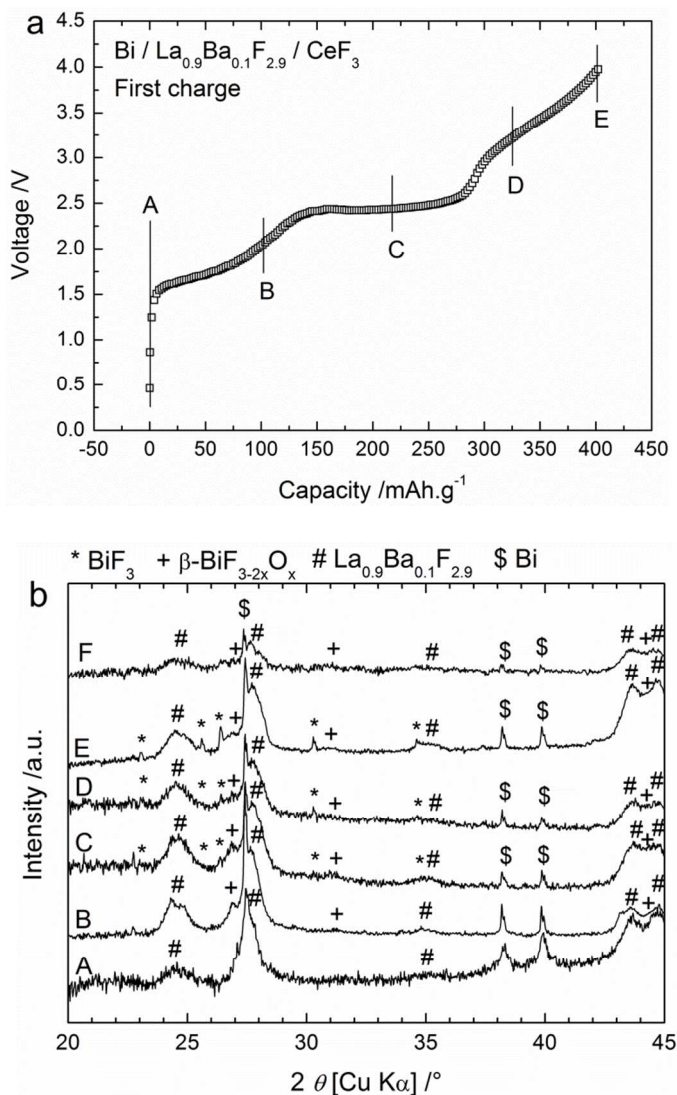 a
Bi / La0.9Ba0.1F2.9 / CeF3
First charge
Voltage /V
4.0
3.5
3.0
2.5
2.0
1.5
1.0
0.5
0.0
A
B
C
D
E
-50 0 50 100 150 200 250 300 350 400 450
Capacity /mAh.g-1
* BiF3 + β-BiF3-2xOx # La0.9Ba0.1F2.9 $ Bi
b
Intensity /a.u.
F # + $ # + # $ $ # + #
E * # * * + # * + * # $ $ # + #
D * # * * + # * + * # $ $ # + #
C * # * * + # * + * # $ $ # + #
B # + # + # $ $ # + #
A # #
20 25 30 35 40 45
2 θ [Cu Kα] /°